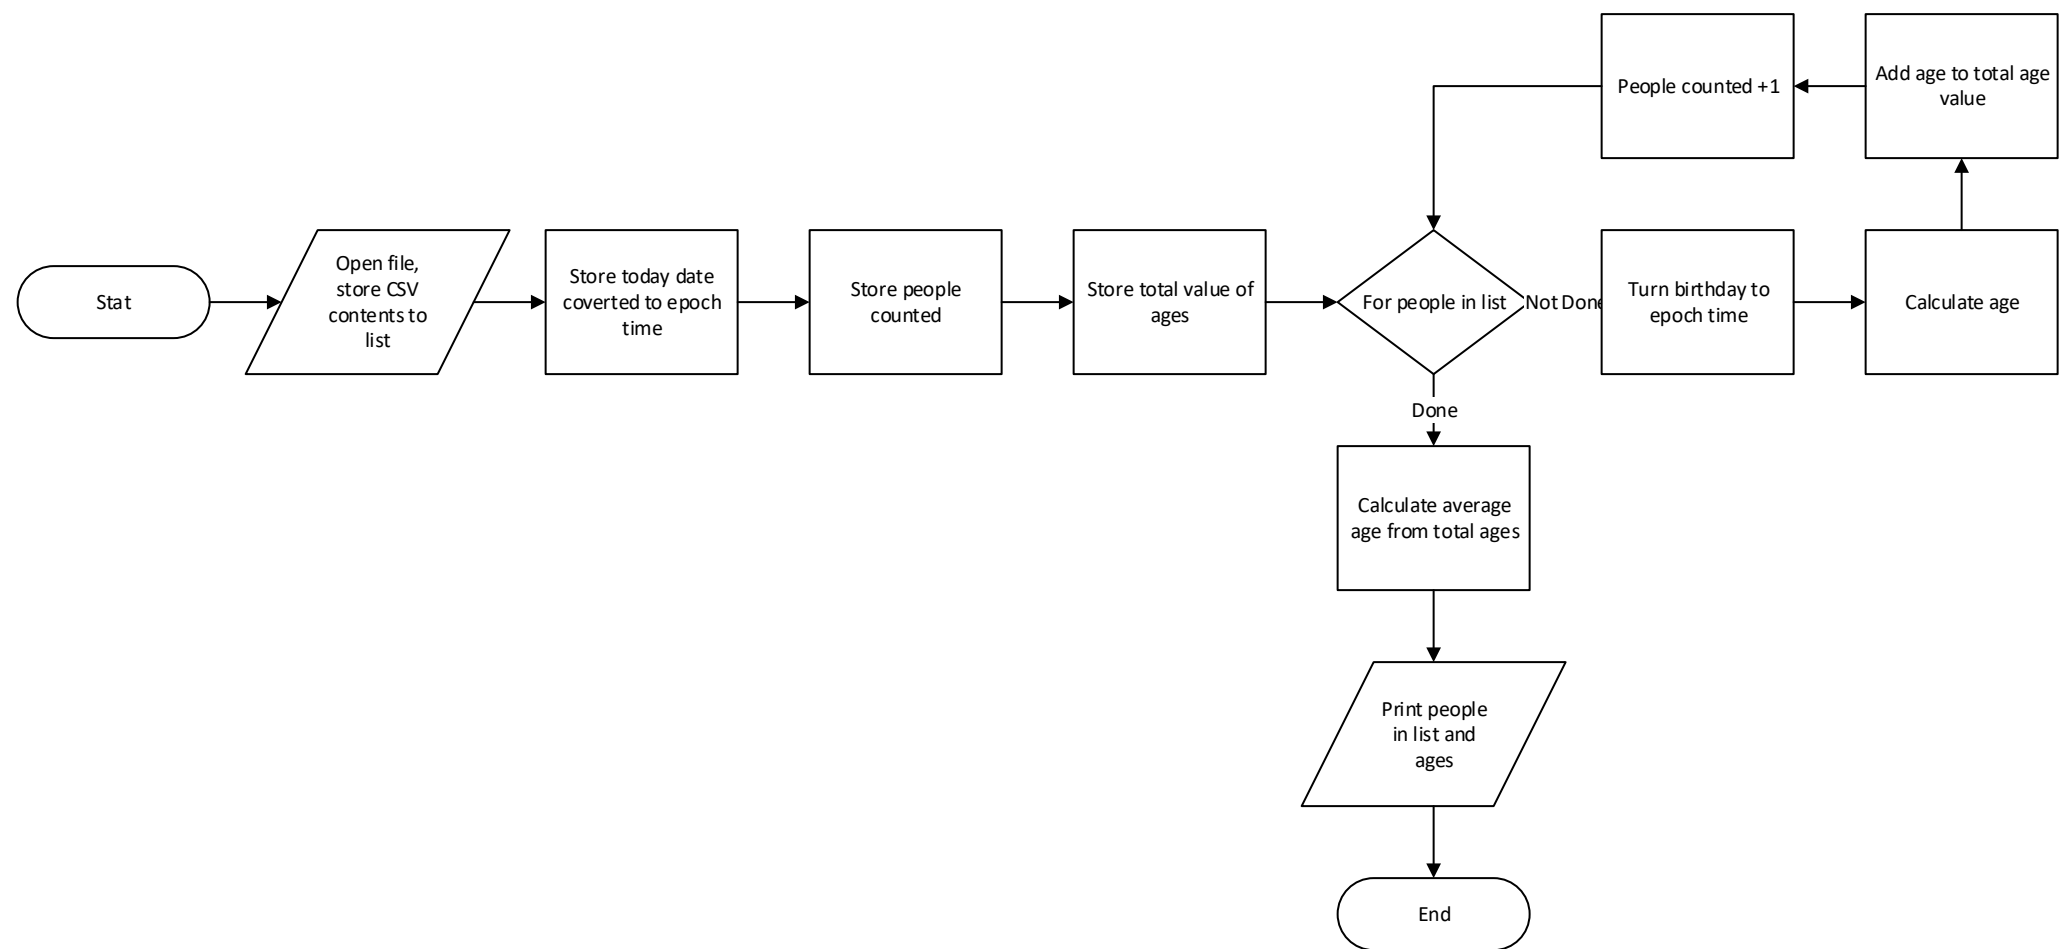 People counted +1
Add age to total age
value
Stat
Open file,
store CSV
contents to
list
Store today date
coverted to epoch
time
Store people
counted
Store total value of
ages
For people in list
Not Done
Turn birthday to
epoch time
Calculate age
Done
Calculate average
age from total ages
Print people
in list and
ages
End